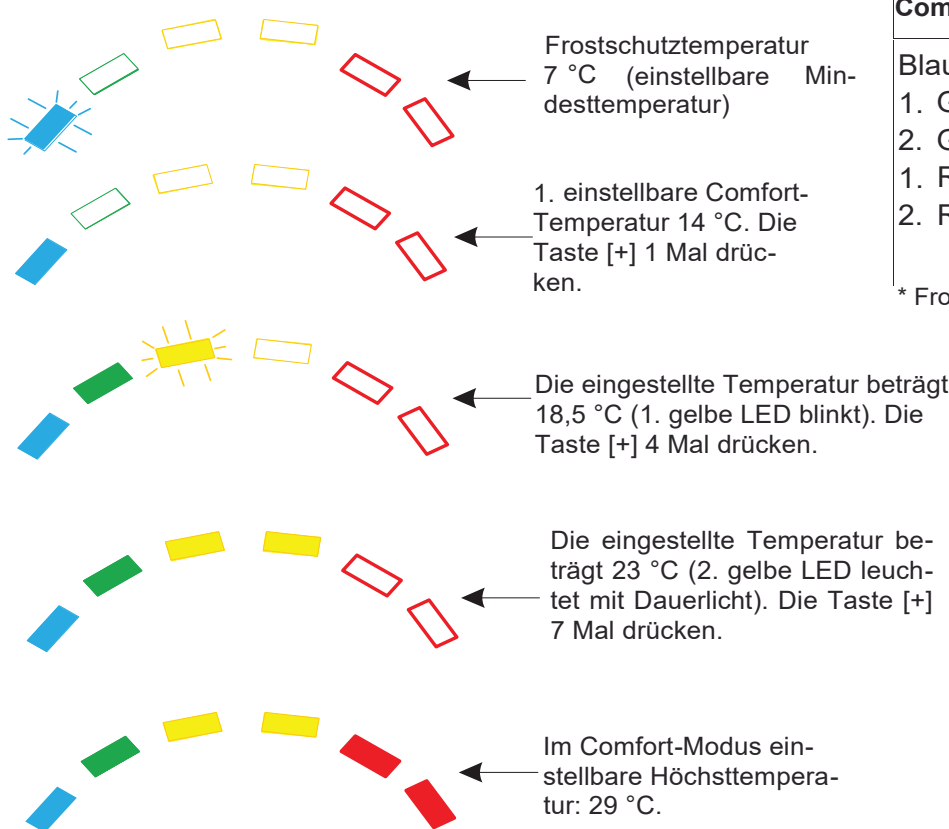 Frostschutztemperatur
7 °C (einstellbare Min-
desttemperatur)
1. einstellbare Comfort-
Temperatur 14 °C. Die
Taste [+] 1 Mal drüc-
ken.
Die eingestellte Temperatur beträgt
18,5 °C (1. gelbe LED blinkt). Die
Taste [+] 4 Mal drücken.
Die eingestellte Temperatur be-
trägt 23 °C (2. gelbe LED leuch-
tet mit Dauerlicht). Die Taste [+]
7 Mal drücken.
Im Comfort-Modus ein-
stellbare Höchsttempera-
tur: 29 °C.
Com
Blau
1. G
2. G
1. R
2. R
* Fro